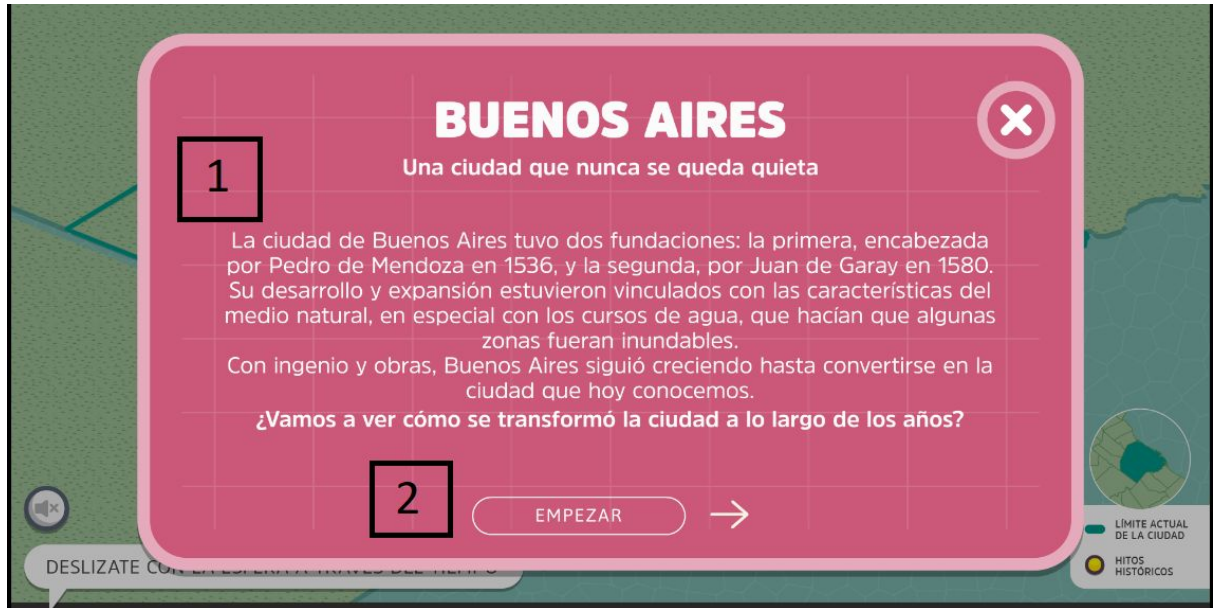 BUENOS AIRES
Una ciudad que nunca se queda quieta
1
La ciudad de Buenos Aires tuvo dos fundaciones: la primera, encabezada
por Pedro de Mendoza en 1536, y la segunda, por Juan de Garay en 1580.
Su desarrollo y expansión estuvieron vinculados con las características del
medio natural, en especial con los cursos de agua, que hacían que algunas
zonas fueran inundables.
Con ingenio y obras, Buenos Aires siguió creciendo hasta convertirse en la
ciudad que hoy conocemos.
¿Vamos a ver cómo se transformó la ciudad a lo largo de los años?
2
EMPEZAR
LÍMITE ACTUAL
DE LA CIUDAD
HITOS
HISTÓRICOS
DESLIZATE